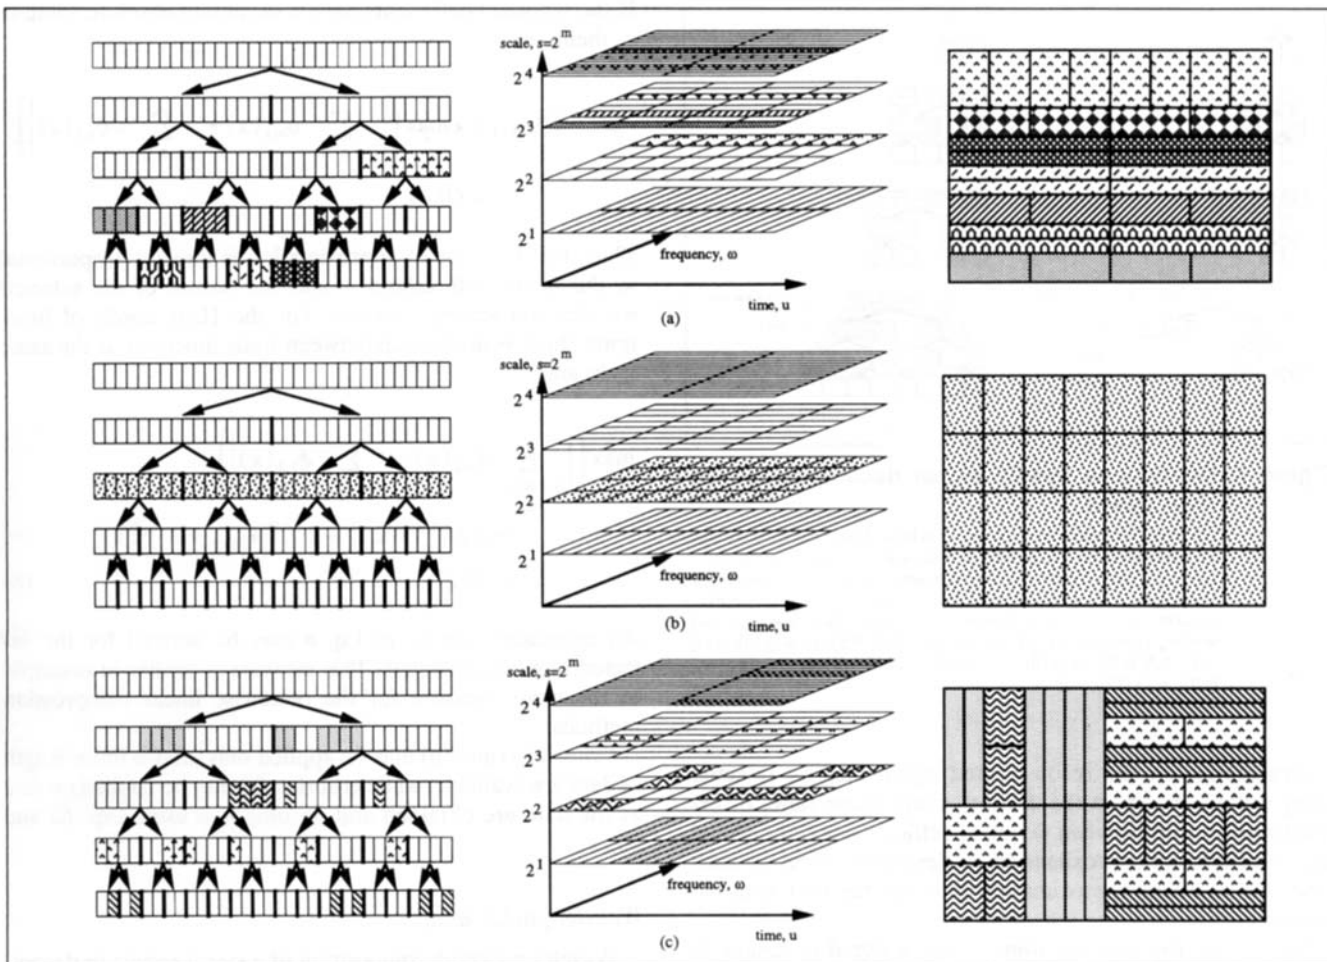 scale, s=2^m
2^4
2^3
2^2
2^1
frequency, ω
time, u
(a)
scale, s=2^m
2^4
2^3
2^2
2^1
frequency, ω
time, u
(b)
scale, s=2^m
2^4
2^3
2^2
2^1
frequency, ω
time, u
(c)